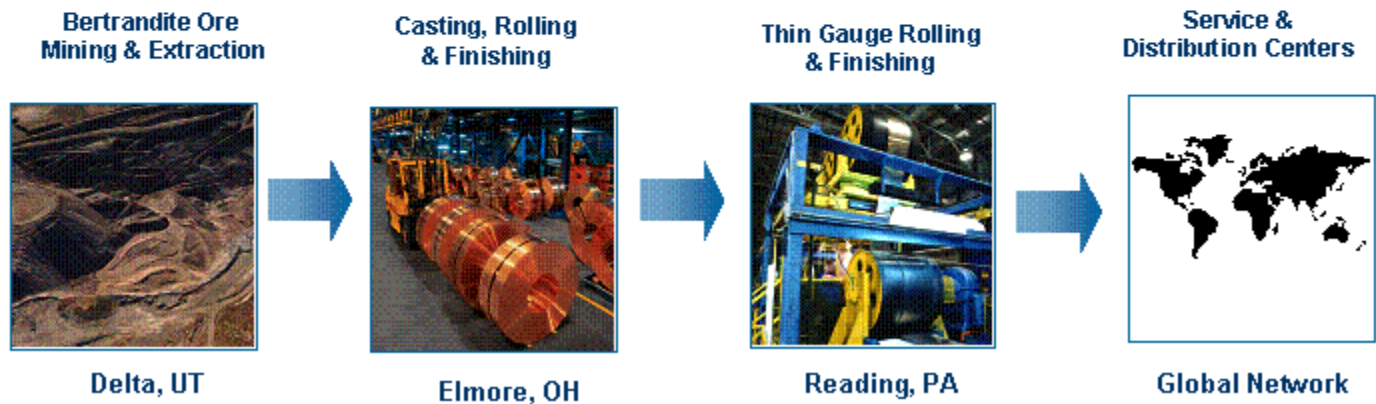 Bertrandite Ore
Mining & Extraction
Casting, Rolling
& Finishing
Thin Gauge Rolling
& Finishing
Service &
Distribution Centers
Delta, UT
Elmore, OH
Reading, PA
Global Network